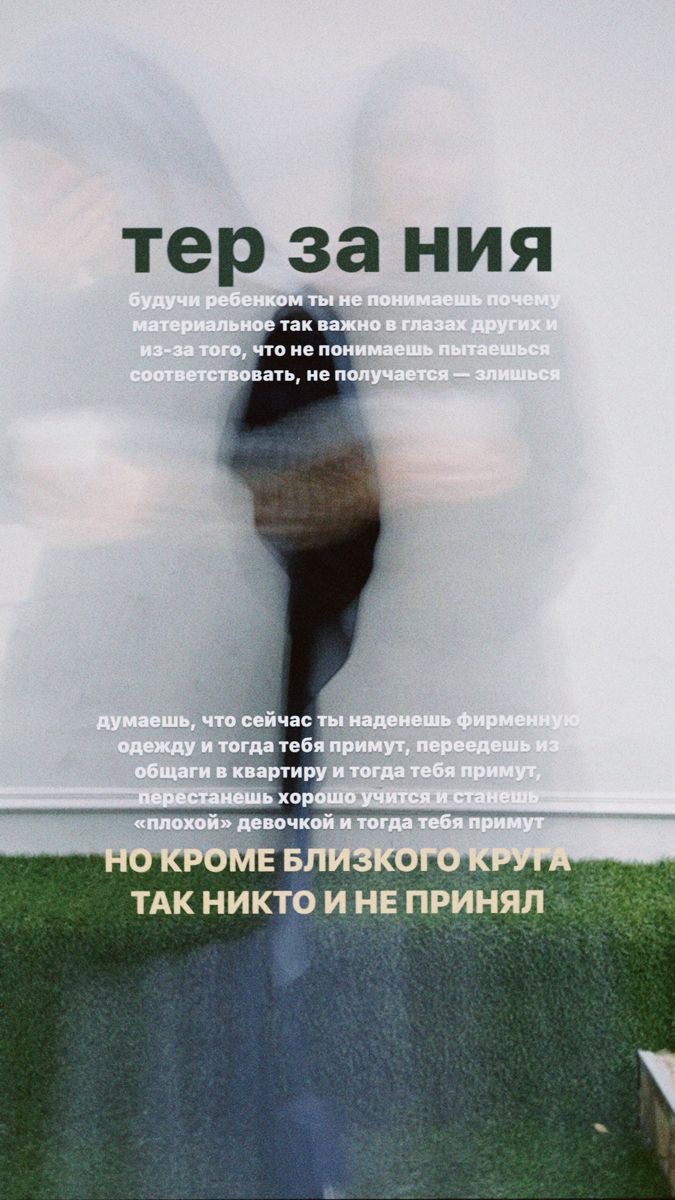 тер за ния
будучи ребенком ты не понимаешь почему
материальное так важно в глазах других и
из-за того, что не понимаешь пытаешься
соответствовать, не получается — злишься
думаешь, что сейчас ты наденешь фирменную
одежду и тогда тебя примут, переедешь из
общаги в квартиру и тогда тебя примут,
перестанешь хорошо учится и станешь
«плохой» девочкой и тогда тебя примут
НО КРОМЕ БЛИЗКОГО КРУГА
ТАК НИКТО И НЕ ПРИНЯЛ